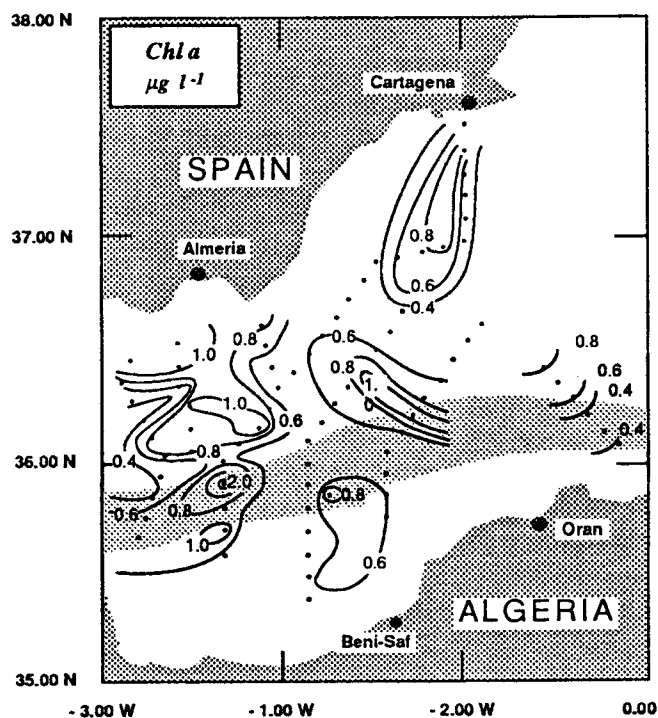 38.00 N
Chl a
µg l -1
Cartagena
SPAIN
37.00 N
0.8
Almeria
0.6
0.4
0.8
1.0
0.6
0.8
0.8
1.
0
0.6
0.4
1.0
0.6
0.4
0.8
0.4
36.00 N
2.0
0.8
0.6
0.8
1.0
0.6
Oran
ALGERIA
Beni-Saf
35.00 N
- 3.00 W
- 1.00 W
- 2.00 W
0.00